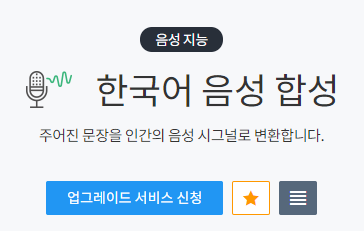 음성 지능
한국어 음성 합성
주어진 문장을 인간의 음성 시그널로 변환합니다.
업그레이드 서비스 신청